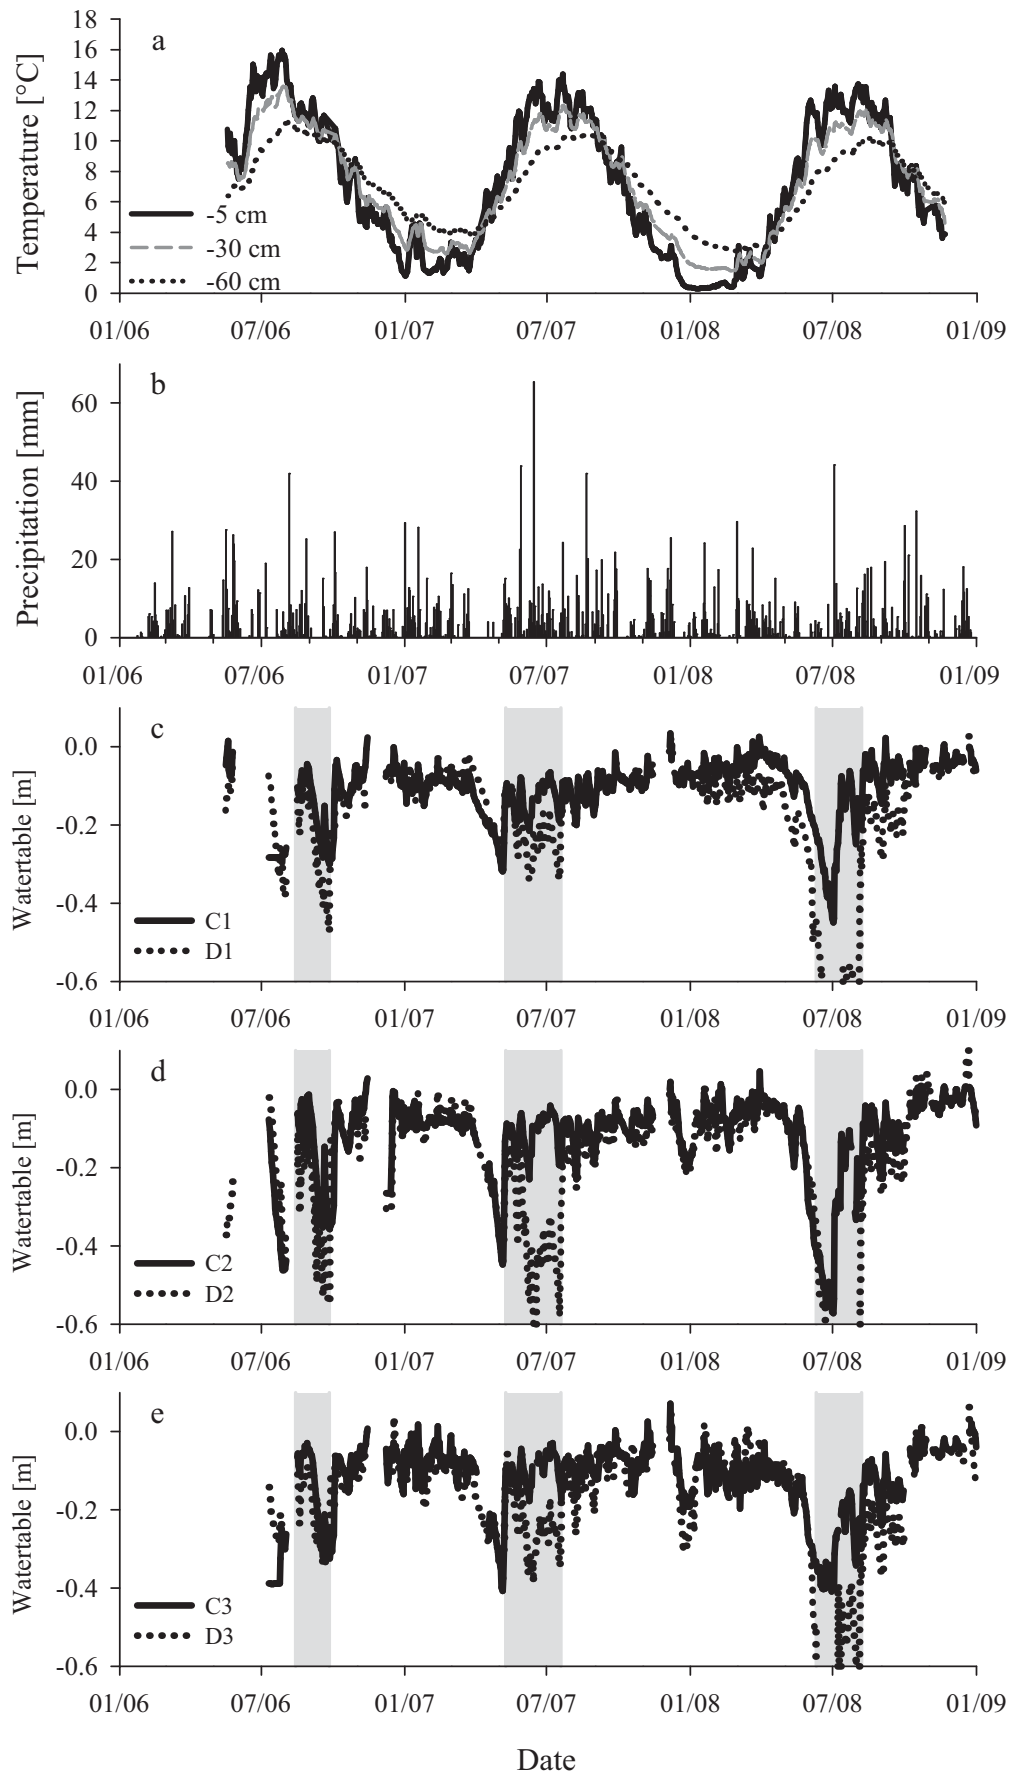 a
Temperature [°C]
18
16
14
12
10
8
6
4
2
0
-5 cm
-30 cm
-60 cm
01/06 07/06 01/07 07/07 01/08 07/08 01/09
b
Precipitation [mm]
60
40
20
0
01/06 07/06 01/07 07/07 01/08 07/08 01/09
c
Watertable [m]
0.0
-0.2
-0.4
-0.6
C1
D1
01/06 07/06 01/07 07/07 01/08 07/08 01/09
d
Watertable [m]
0.0
-0.2
-0.4
-0.6
C2
D2
01/06 07/06 01/07 07/07 01/08 07/08 01/09
e
Watertable [m]
0.0
-0.2
-0.4
-0.6
C3
D3
01/06 07/06 01/07 07/07 01/08 07/08 01/09
Date